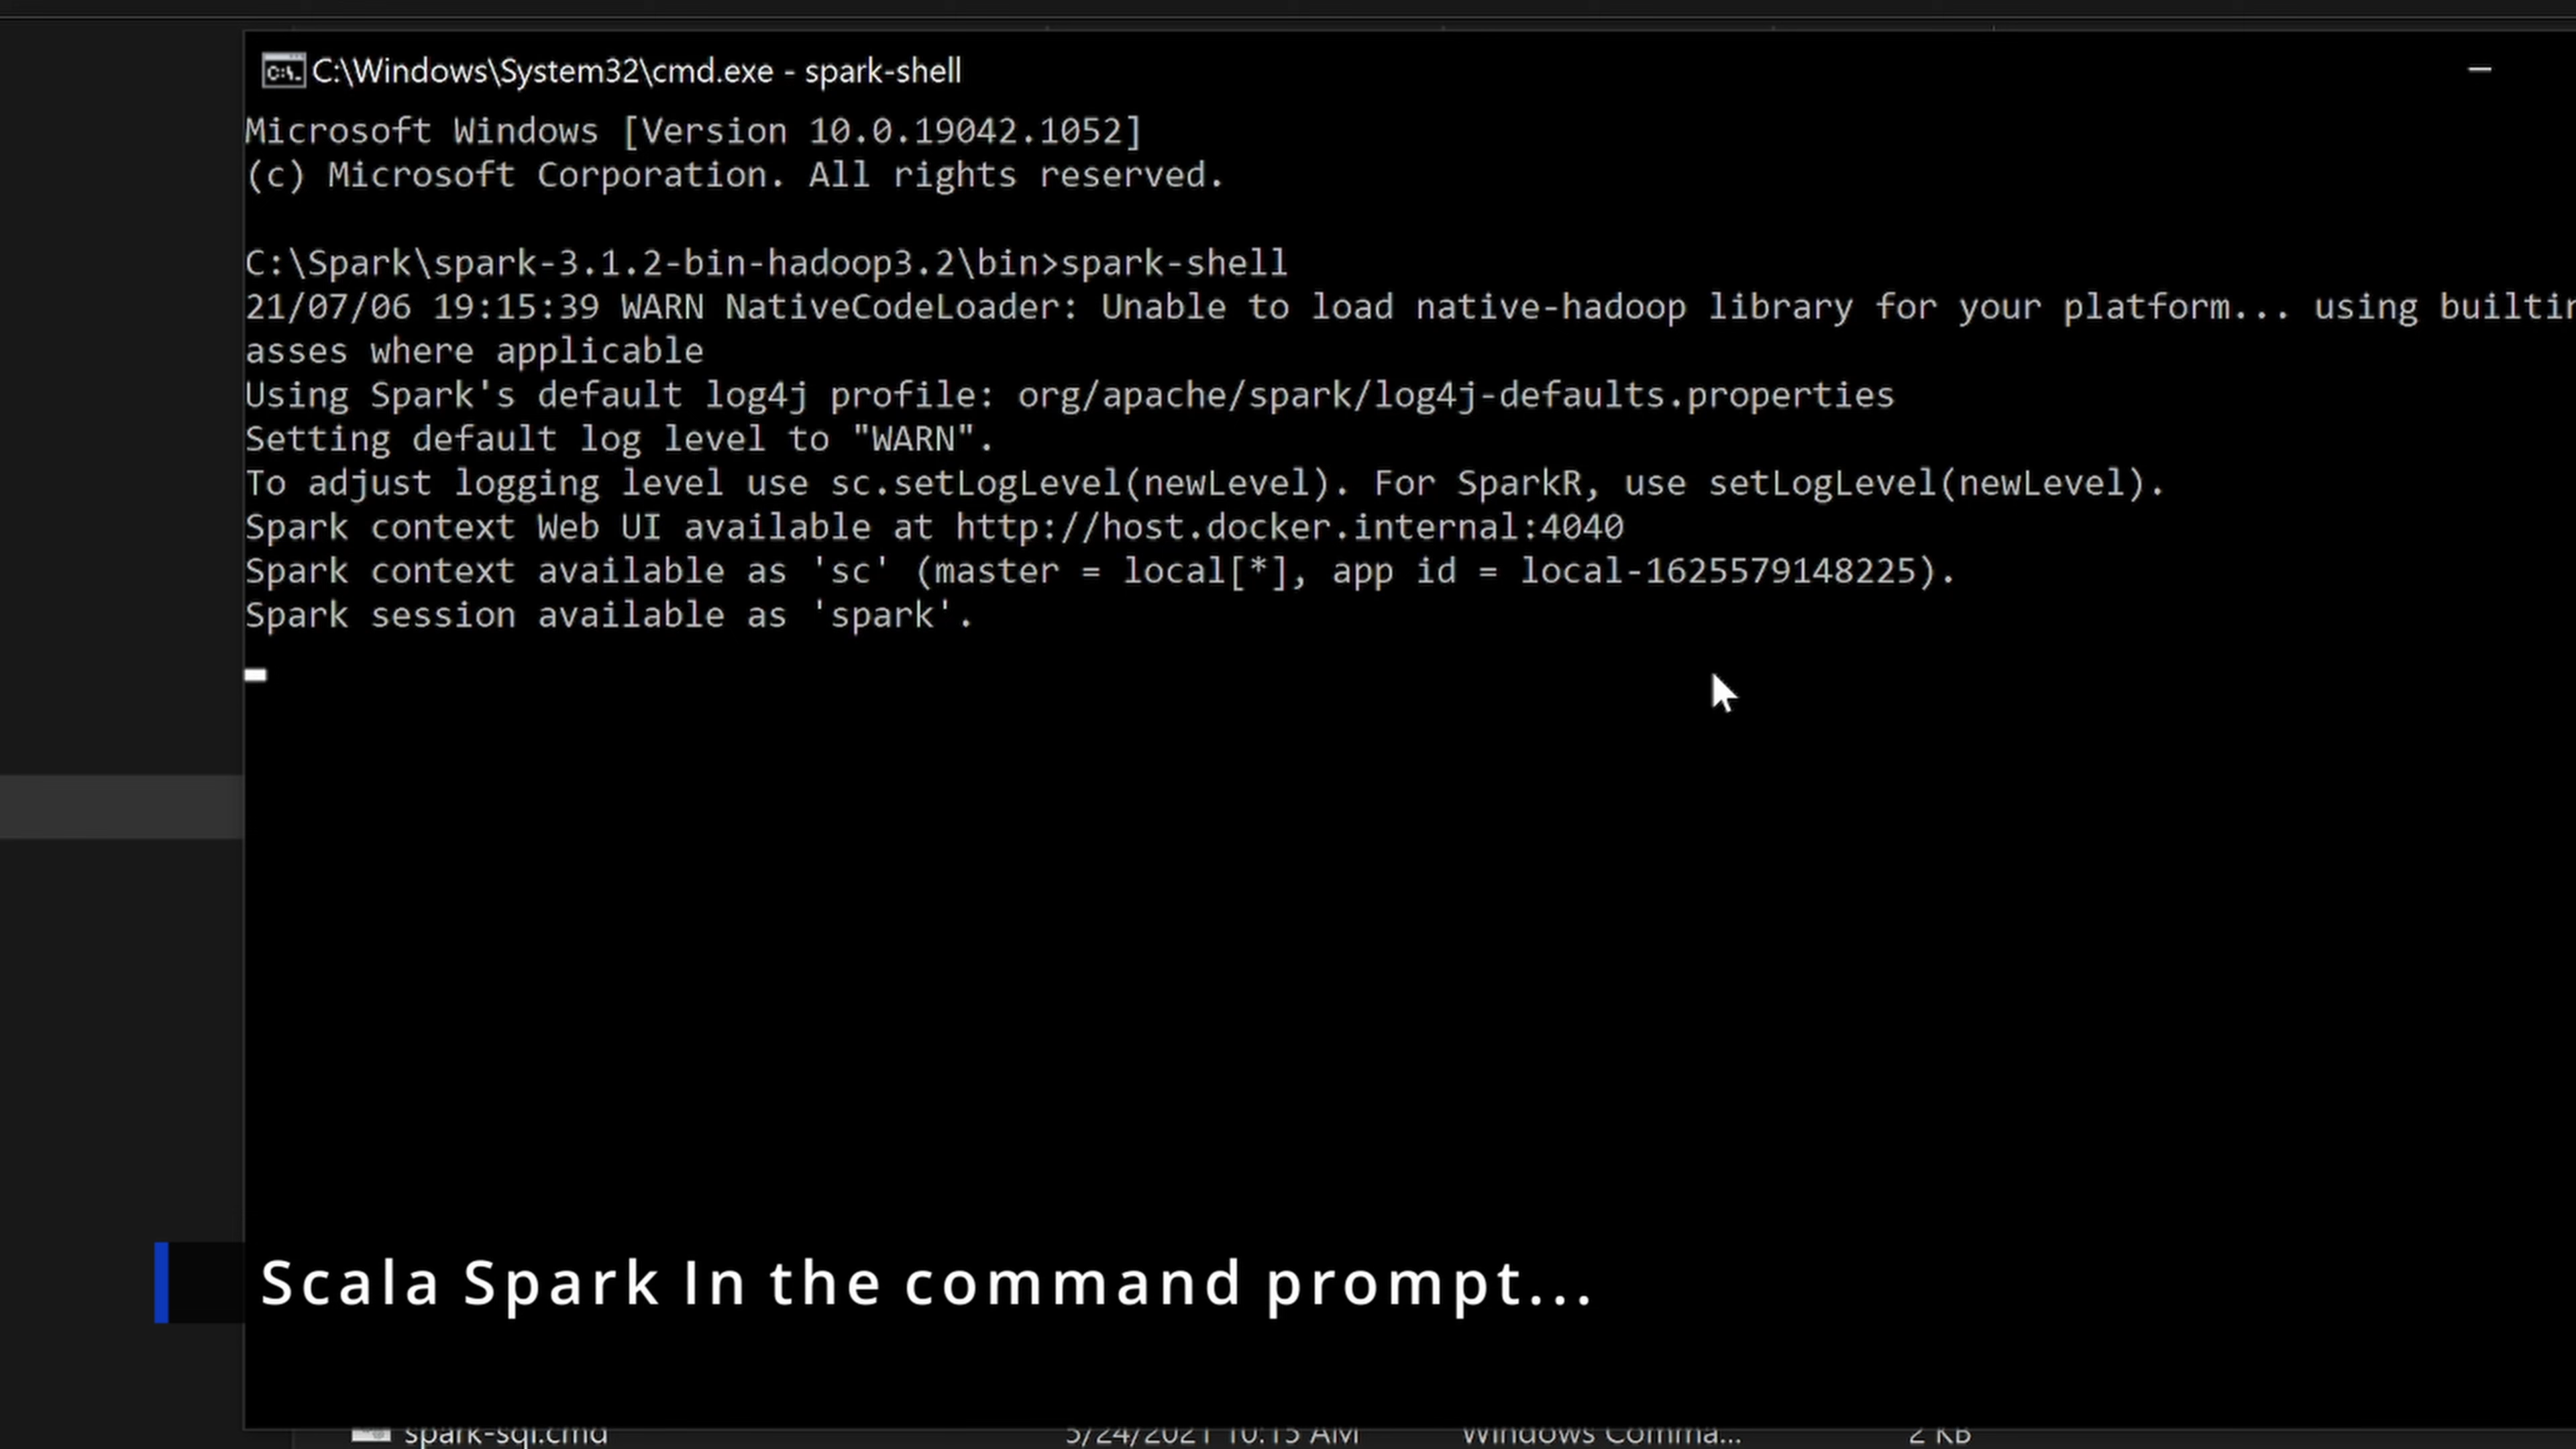 C:\Windows\System32\cmd.exe - spark-shell
Microsoft Windows [Version 10.0.19042.1052]
(c) Microsoft Corporation. All rights reserved.
C:\Spark\spark-3.1.2-bin-hadoop3.2\bin>spark-shell
21/07/06 19:15:39 WARN NativeCodeLoader: Unable to load native-hadoop library for your platform... using builtin
asses where applicable
Using Spark's default log4j profile: org/apache/spark/log4j-defaults.properties
Setting default log level to "WARN".
To adjust logging level use sc.setLogLevel(newLevel). For SparkR, use setLogLevel(newLevel).
Spark context Web UI available at http://host.docker.internal:4040
Spark context available as 'sc' (master = local[*], app id = local-1625579148225).
Spark session available as 'spark'.
Scala Spark In the command prompt...
spark-sql.cmd 5/24/2021 10:15 AM Windows Comma... 2 KB